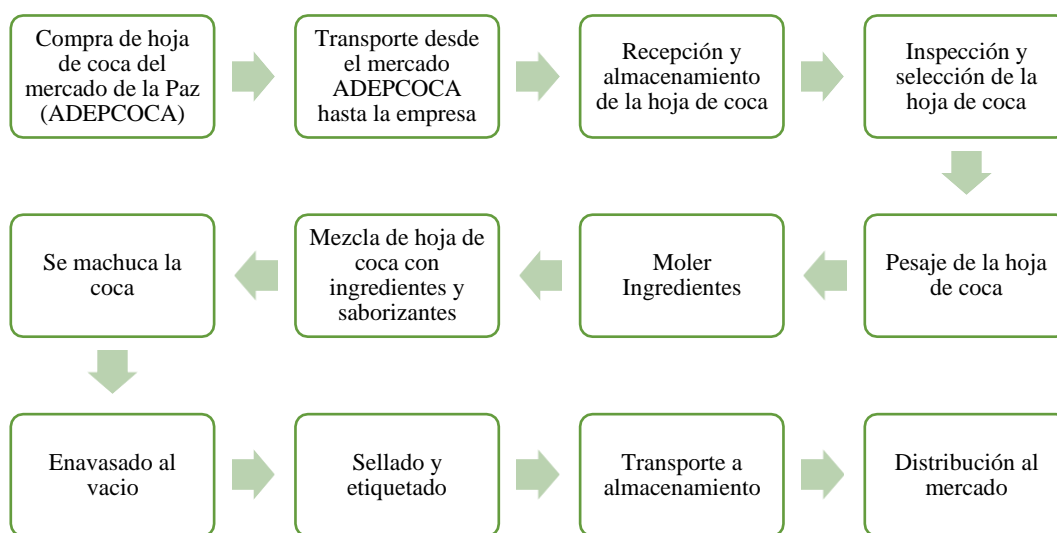 Compra de hoja
de coca del
mercado de la Paz
(ADEPCOCA)
Transporte desde
el mercado
ADEPCOCA
hasta la empresa
Recepción y
almacenamiento
de la hoja de coca
Inspección y
selección de la
hoja de coca
Pesaje de la hoja
de coca
Moler
Ingredientes
Mezcla de hoja de
coca con
ingredientes y
saborizantes
Se machuca la
coca
Enavasado al
vacio
Sellado y
etiquetado
Transporte a
almacenamiento
Distribución al
mercado